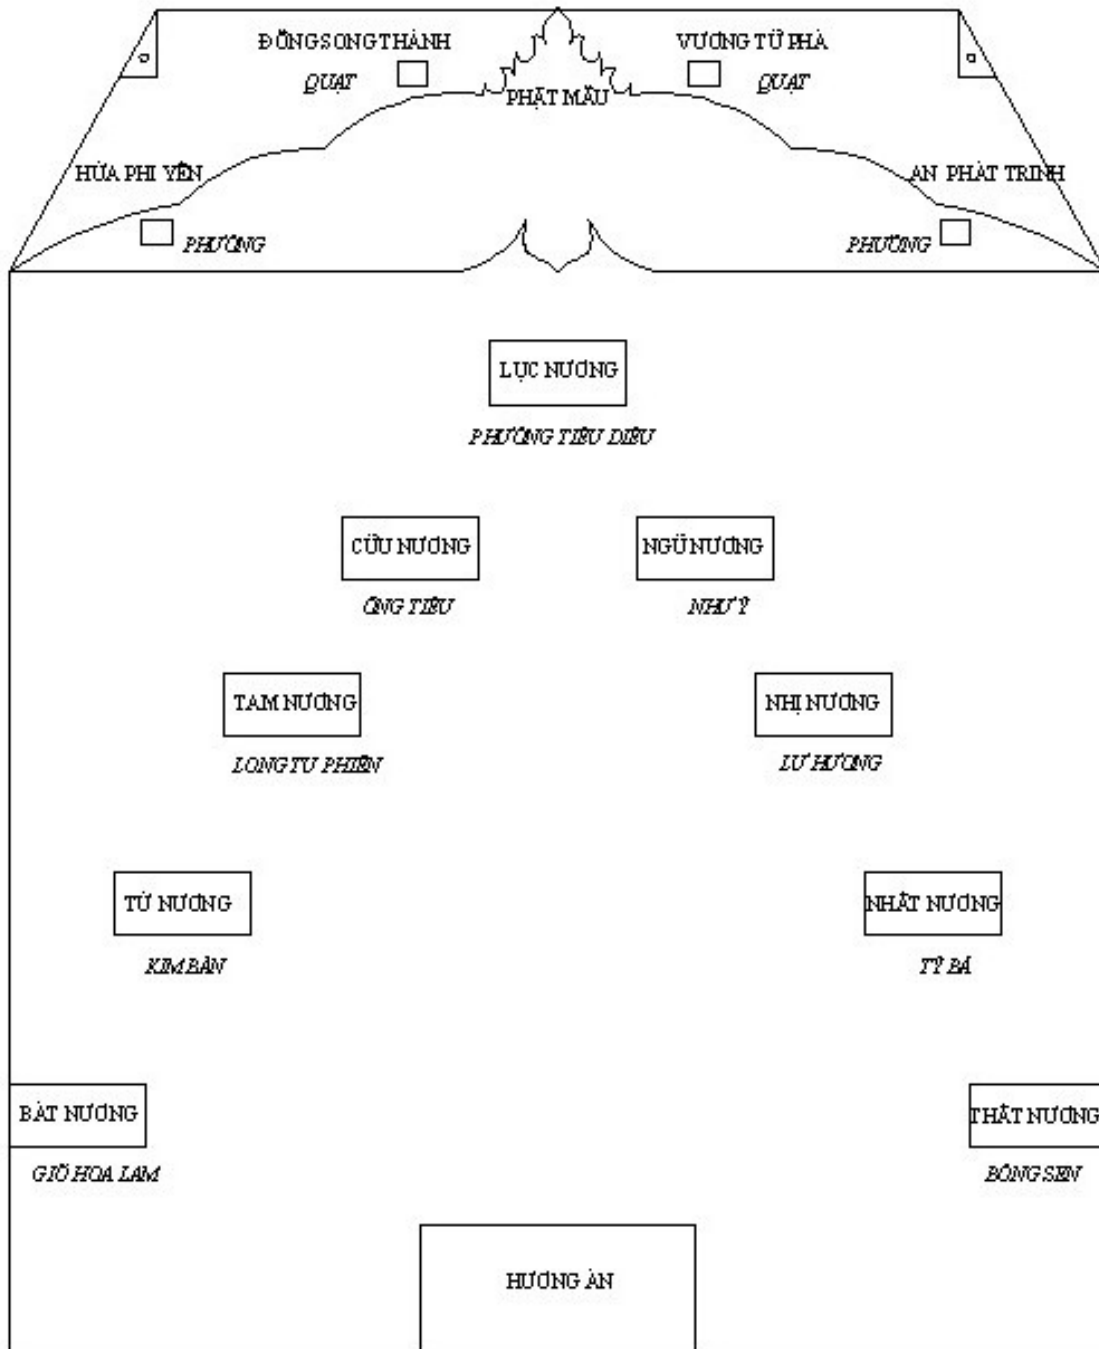 ĐỔNG SONG THÀNH
VƯƠNG TỬ PHÀ
QUẠT
QUẠT
PHẬT MẪU
HỨA PHI YẾN
AN PHÁT TRINH
PHƯỚNG
PHƯỚNG
LỤC NƯƠNG
PHƯỚNG TIÊU DIÊU
CỬU NƯƠNG
NGŨ NƯƠNG
ỐNG TIÊU
NHƯ Ý
TAM NƯƠNG
NHỊ NƯƠNG
LONG TU PHIẾN
LƯ HƯƠNG
TỨ NƯƠNG
NHẤT NƯƠNG
KIM BÀN
TỲ BÀ
BÁT NƯƠNG
THẤT NƯƠNG
GIỎ HOA LAM
BÔNG SEN
HƯƠNG ÁN